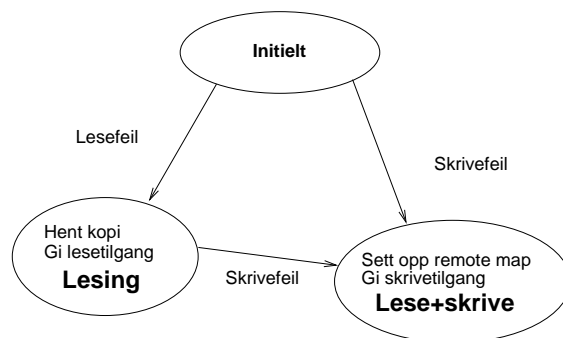 Initielt
Lesefeil
Skrivefeil
Hent kopi
Gi lesetilgang
Lesing
Skrivefeil
Sett opp remote map
Gi skrivetilgang
Lese+skrive